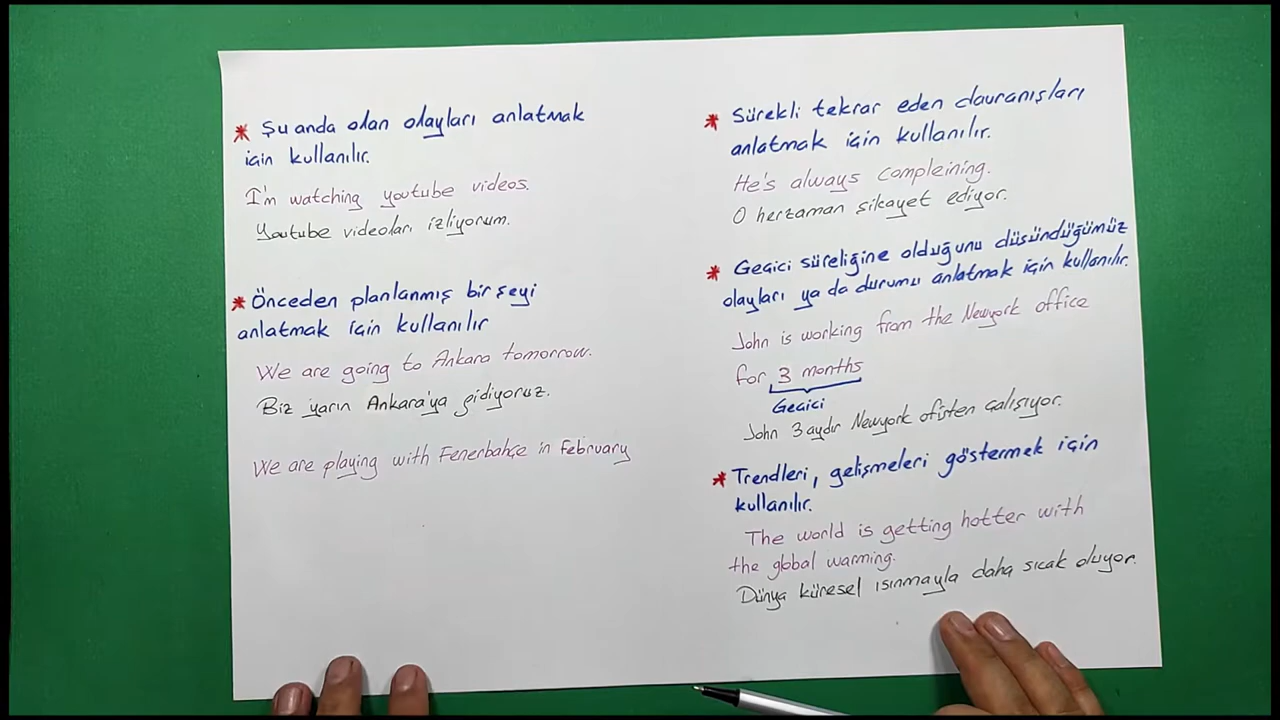 * Şu anda olan olayları anlatmak
için kullanılır.
I'm watching youtube videos.
Youtube videoları izliyorum.
* Önceden planlanmış bir şeyi
anlatmak için kullanılır
We are going to Ankara tomorrow.
Biz yarın Ankara'ya gidiyoruz.
We are playing with Fenerbahçe in february
* Sürekli tekrar eden davranışları
anlatmak için kullanılır.
He's always compleining.
O herzaman şikayet ediyor.
* Geçici süreliğine olduğunu düşündüğümüz
olayları ya da durumu anlatmak için kullanılır.
John is working from the Newyork office
for 3 months
Geçici
John 3 aydır Newyork ofisten çalışıyor.
* Trendleri, gelişmeleri göstermek için
kullanılır.
The world is getting hotter with
the global warming.
Dünya küresel ısınmayla daha sıcak oluyor.